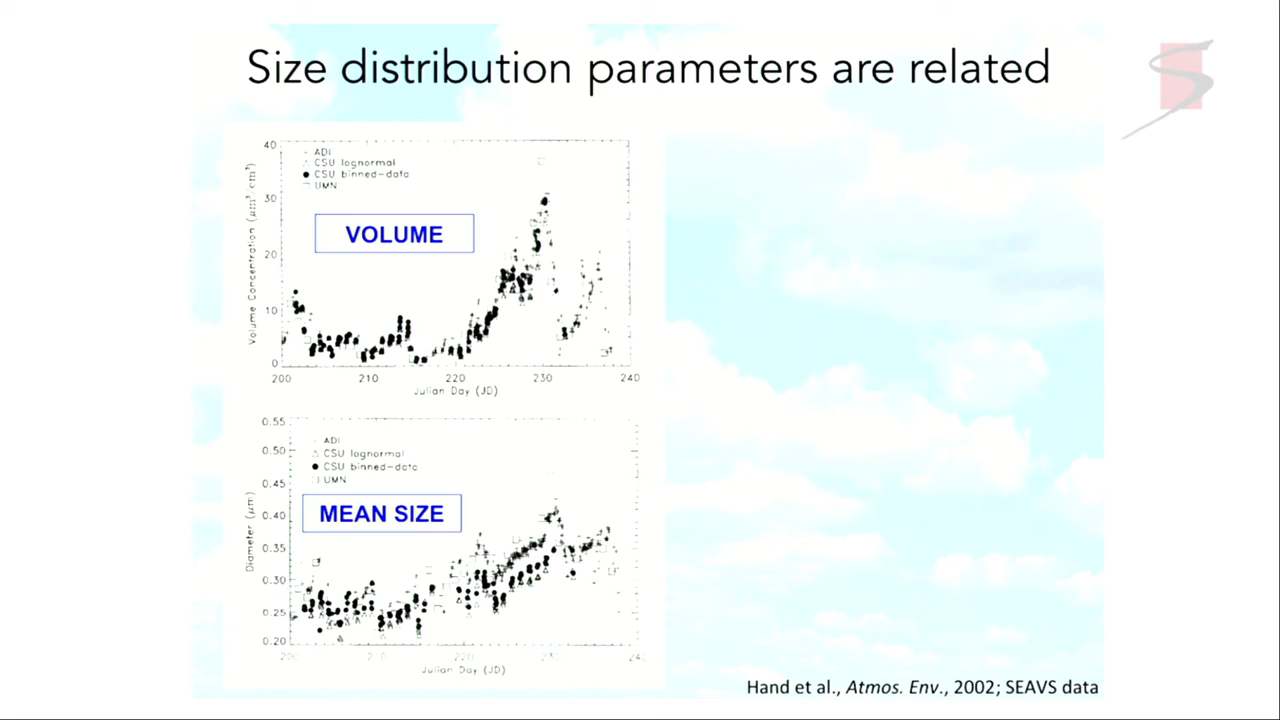 Size distribution parameters are related
40
ADI
CSU lognormal
CSU binned-data
UMN
30
VOLUME
20
10
0
Volume Concentration (μm³/cm³)
200 210 220 230 240
Julian Day (JD)
0.55
ADI
0.50
CSU lognormal
CSU binned-data
0.45
UMN
MEAN SIZE
0.40
0.35
0.30
0.25
0.20
Diameter (μm)
220
Julian Day (JD)
Hand et al., Atmos. Env., 2002; SEAVS data